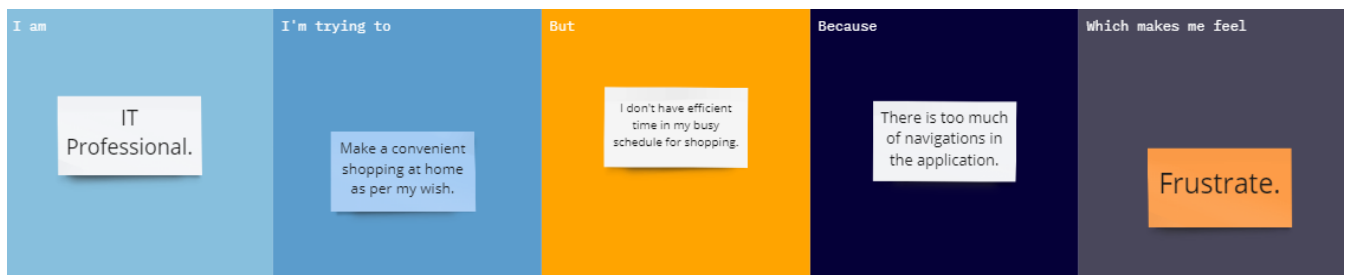 I am
IT
Professional.
I'm trying to
Make a convenient
shopping at home
as per my wish.
But
I don't have efficient
time in my busy
schedule for shopping.
Because
There is too much
of navigations in
the application.
Which makes me feel
Frustrate.